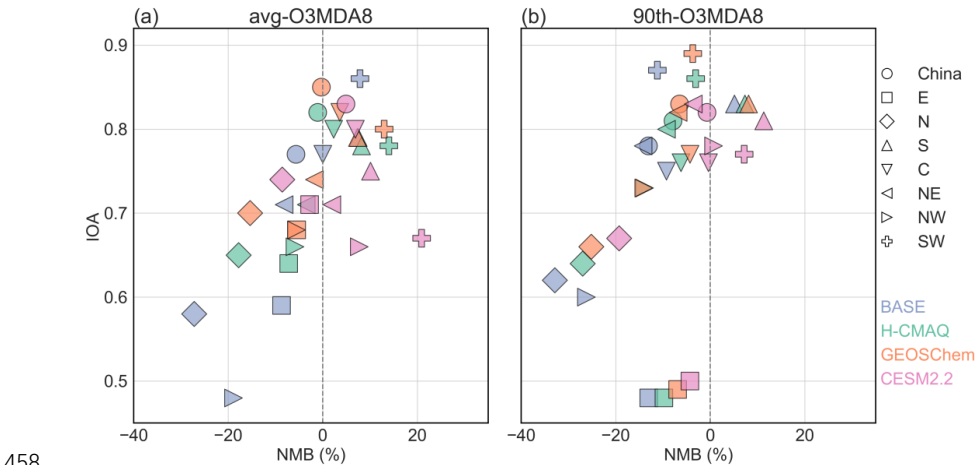 (a) avg-O3MDA8
(b) 90th-O3MDA8
0.9
0.8
0.7
0.6
0.5
IOA
−40 −20 0 20
−40 −20 0 20
NMB (%)
NMB (%)
China
E
N
S
C
NE
NW
SW
BASE
H-CMAQ
GEOSChem
CESM2.2
458